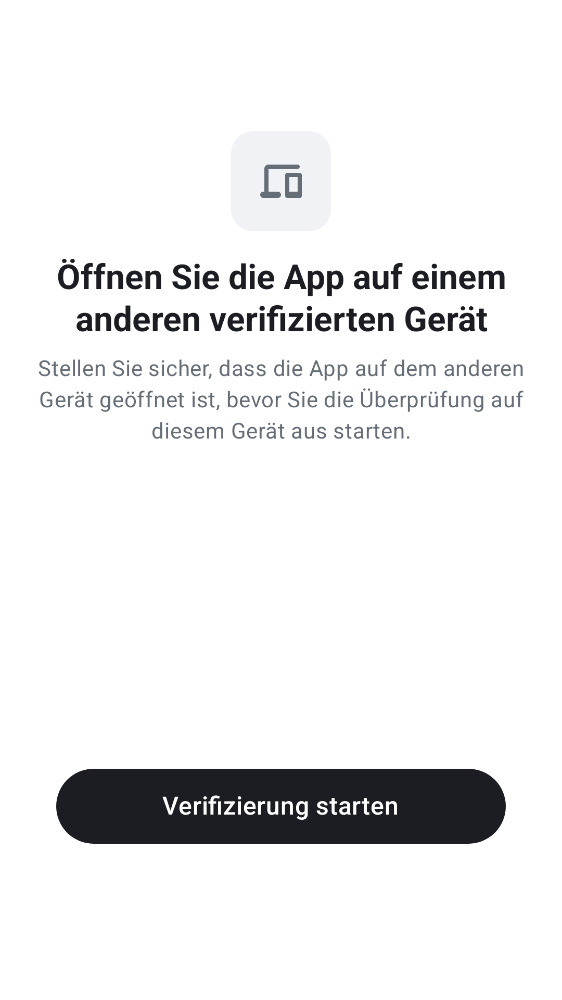 Öffnen Sie die App auf einem
anderen verifizierten Gerät
Stellen Sie sicher, dass die App auf dem anderen
Gerät geöffnet ist, bevor Sie die Überprüfung auf
diesem Gerät aus starten.
Verifizierung starten